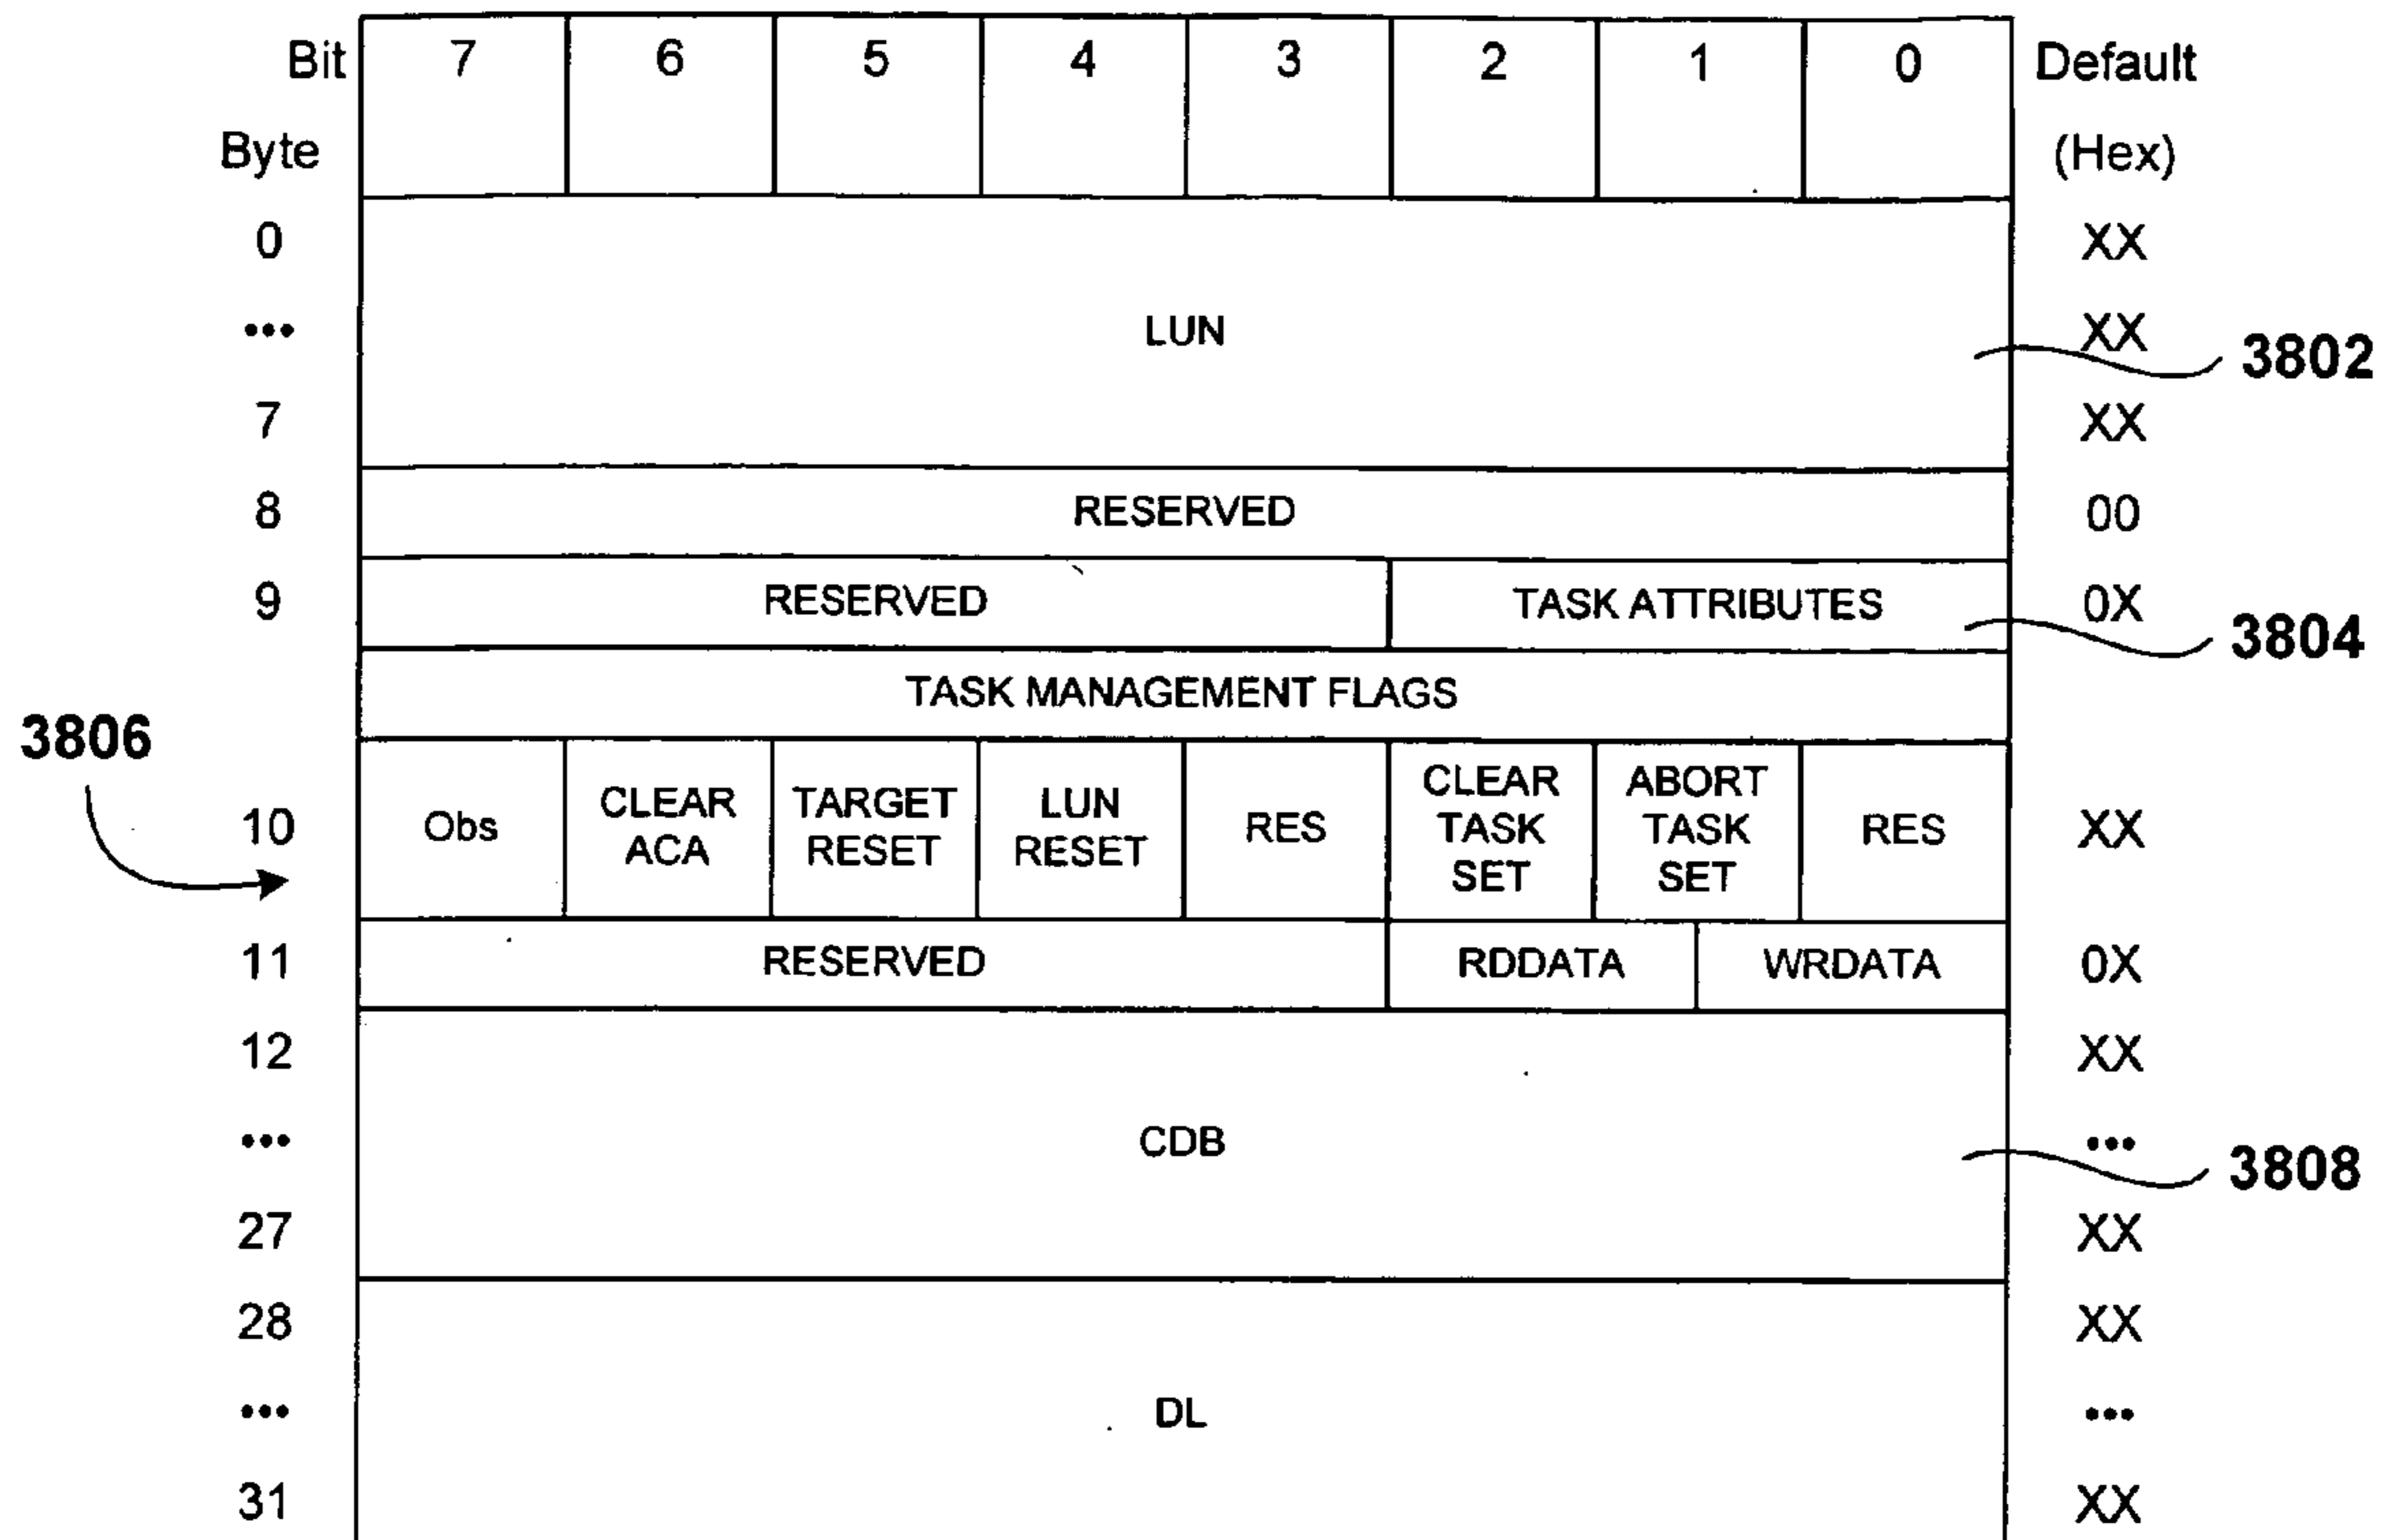 Bit 7 6 5 4 3 2 1 0 Default
Byte (Hex)
0 XX
... LUN XX 3802
7 XX
8 RESERVED 00
9 RESERVED TASK ATTRIBUTES 0X 3804
TASK MANAGEMENT FLAGS
3806
10 Obs CLEAR ACA TARGET RESET LUN RESET RES CLEAR TASK SET ABORT TASK SET RES XX
11 RESERVED RDDATA WRDATA 0X
12 XX
... CDB ... 3808
27 XX
28 XX
... DL ...
31 XX